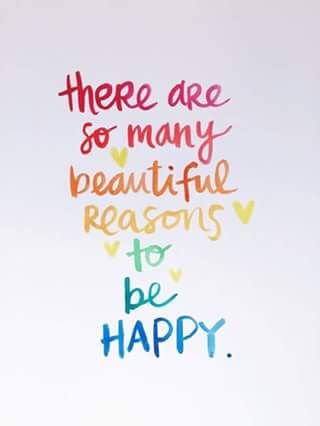 there are
so many
beautiful
Reasons
to
be
HAPPY.